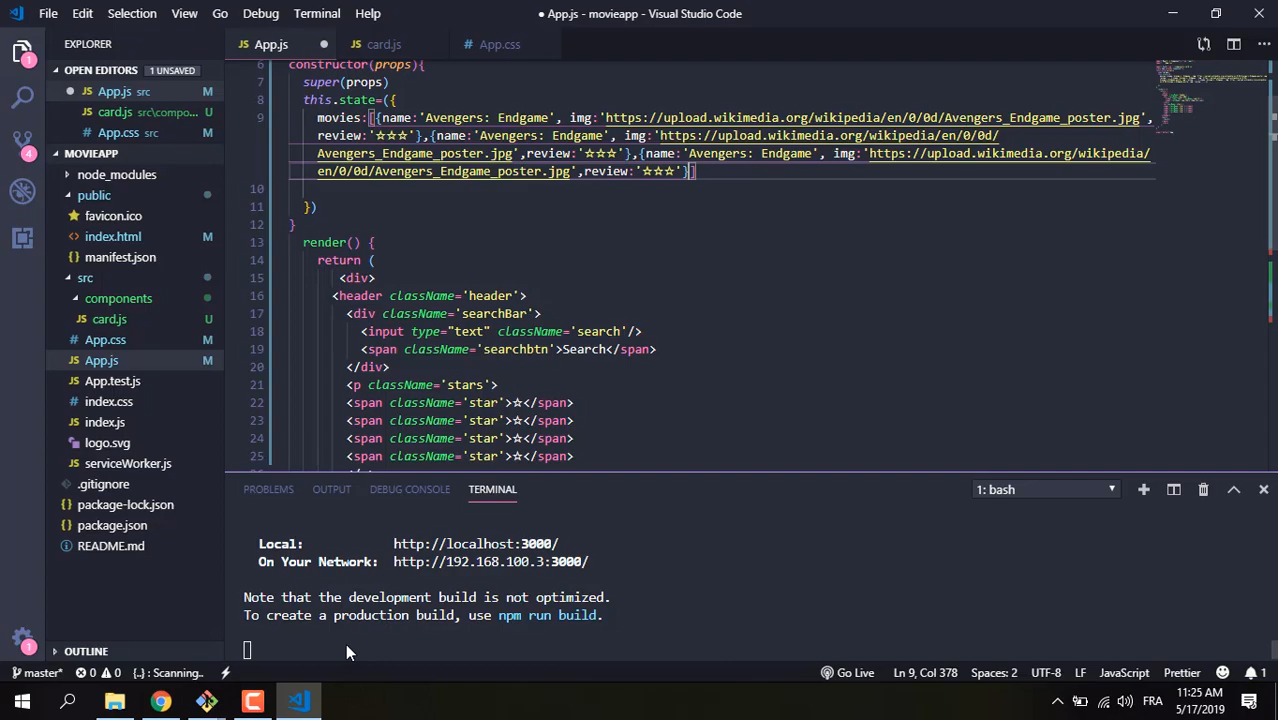 File Edit Selection View Go Debug Terminal Help
● App.js - movieapp - Visual Studio Code
EXPLORER
App.js
card.js
# App.css
OPEN EDITORS 1 UNSAVED
JS App.js src M
JS card.js src\compo... U
# App.css src M
MOVIEAPP
node_modules
public
favicon.ico
<> index.html M
manifest.json
src
components
JS card.js U
# App.css M
JS App.js M
JS App.test.js
# index.css
JS index.js
logo.svg
JS serviceWorker.js
.gitignore
{} package-lock.json
{} package.json
README.md
OUTLINE
1
4
1
6 constructor(props){
7 super(props)
8 this.state=({
9 movies:[{name:'Avengers: Endgame', img:'https://upload.wikimedia.org/wikipedia/en/0/0d/Avengers_Endgame_poster.jpg',
review:'☆☆☆'},{name:'Avengers: Endgame', img:'https://upload.wikimedia.org/wikipedia/en/0/0d/
Avengers_Endgame_poster.jpg',review:'☆☆☆'},{name:'Avengers: Endgame', img:'https://upload.wikimedia.org/wikipedia/
en/0/0d/Avengers_Endgame_poster.jpg',review:'☆☆☆'}]
10
11 })
12 }
13 render() {
14 return (
15 <div>
16 <header className='header'>
17 <div className='searchBar'>
18 <input type="text" className='search'/>
19 <span className='searchbtn'>Search</span>
20 </div>
21 <p className='stars'>
22 <span className='star'>☆</span>
23 <span className='star'>☆</span>
24 <span className='star'>☆</span>
25 <span className='star'>☆</span>
PROBLEMS OUTPUT DEBUG CONSOLE TERMINAL 1: bash
Local: http://localhost:3000/
On Your Network: http://192.168.100.3:3000/
Note that the development build is not optimized.
To create a production build, use npm run build.
master* 0 0 {.} : Scanning.. Go Live Ln 9, Col 378 Spaces: 2 UTF-8 LF JavaScript Prettier 1
FRA 11:25 AM
5/17/2019